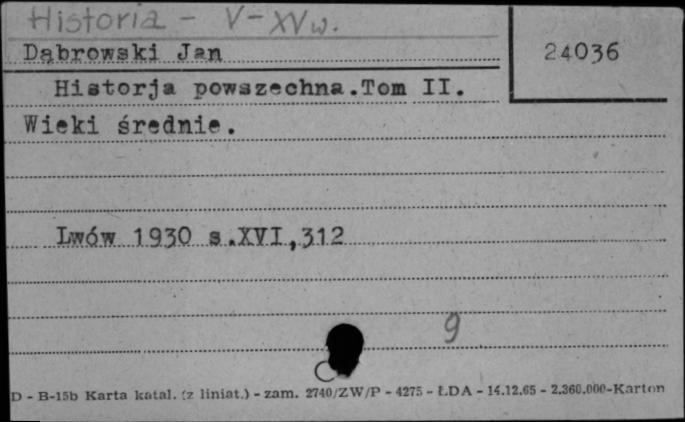 Historia - V-XVw.
Dąbrowski Jan
24036
Historja powszechna.Tom II.
Wieki średnie.
Lwów 1930 s.XVI,312
9
D - B-15b Karta katal. (z liniat.) - zam. 2740/ZW/P - 4275 - ŁDA - 14.12.65 - 2.360.000-Karton